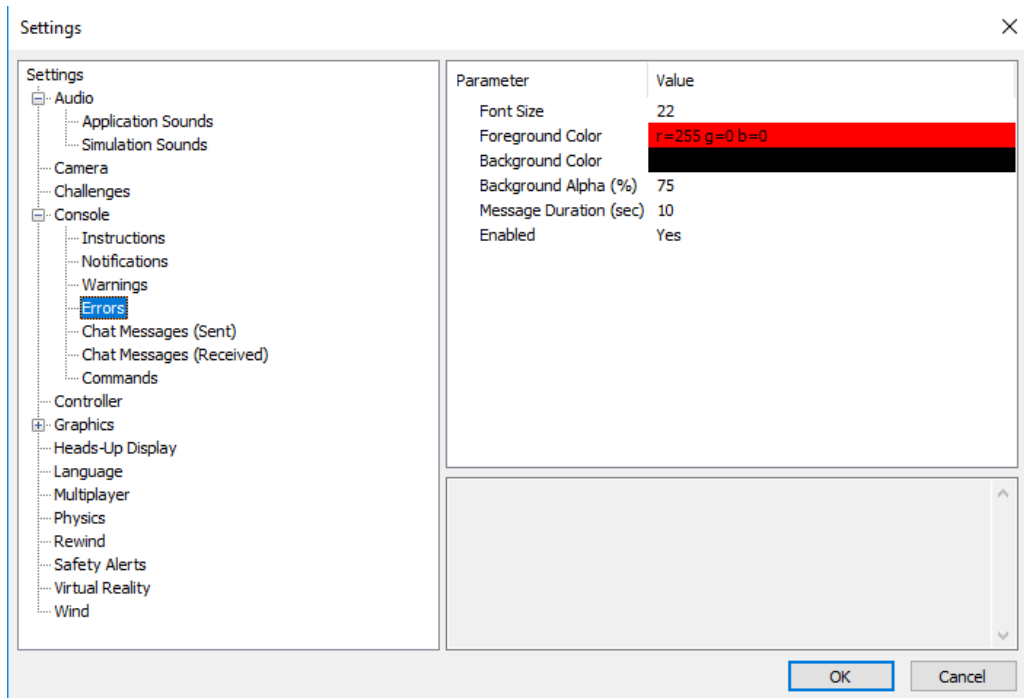 Settings
Settings
Audio
Application Sounds
Simulation Sounds
Camera
Challenges
Console
Instructions
Notifications
Warnings
Errors
Chat Messages (Sent)
Chat Messages (Received)
Commands
Controller
Graphics
Heads-Up Display
Language
Multiplayer
Physics
Rewind
Safety Alerts
Virtual Reality
Wind
Parameter Value
Font Size 22
Foreground Color r=255 g=0 b=0
Background Color
Background Alpha (%) 75
Message Duration (sec) 10
Enabled Yes
OK Cancel